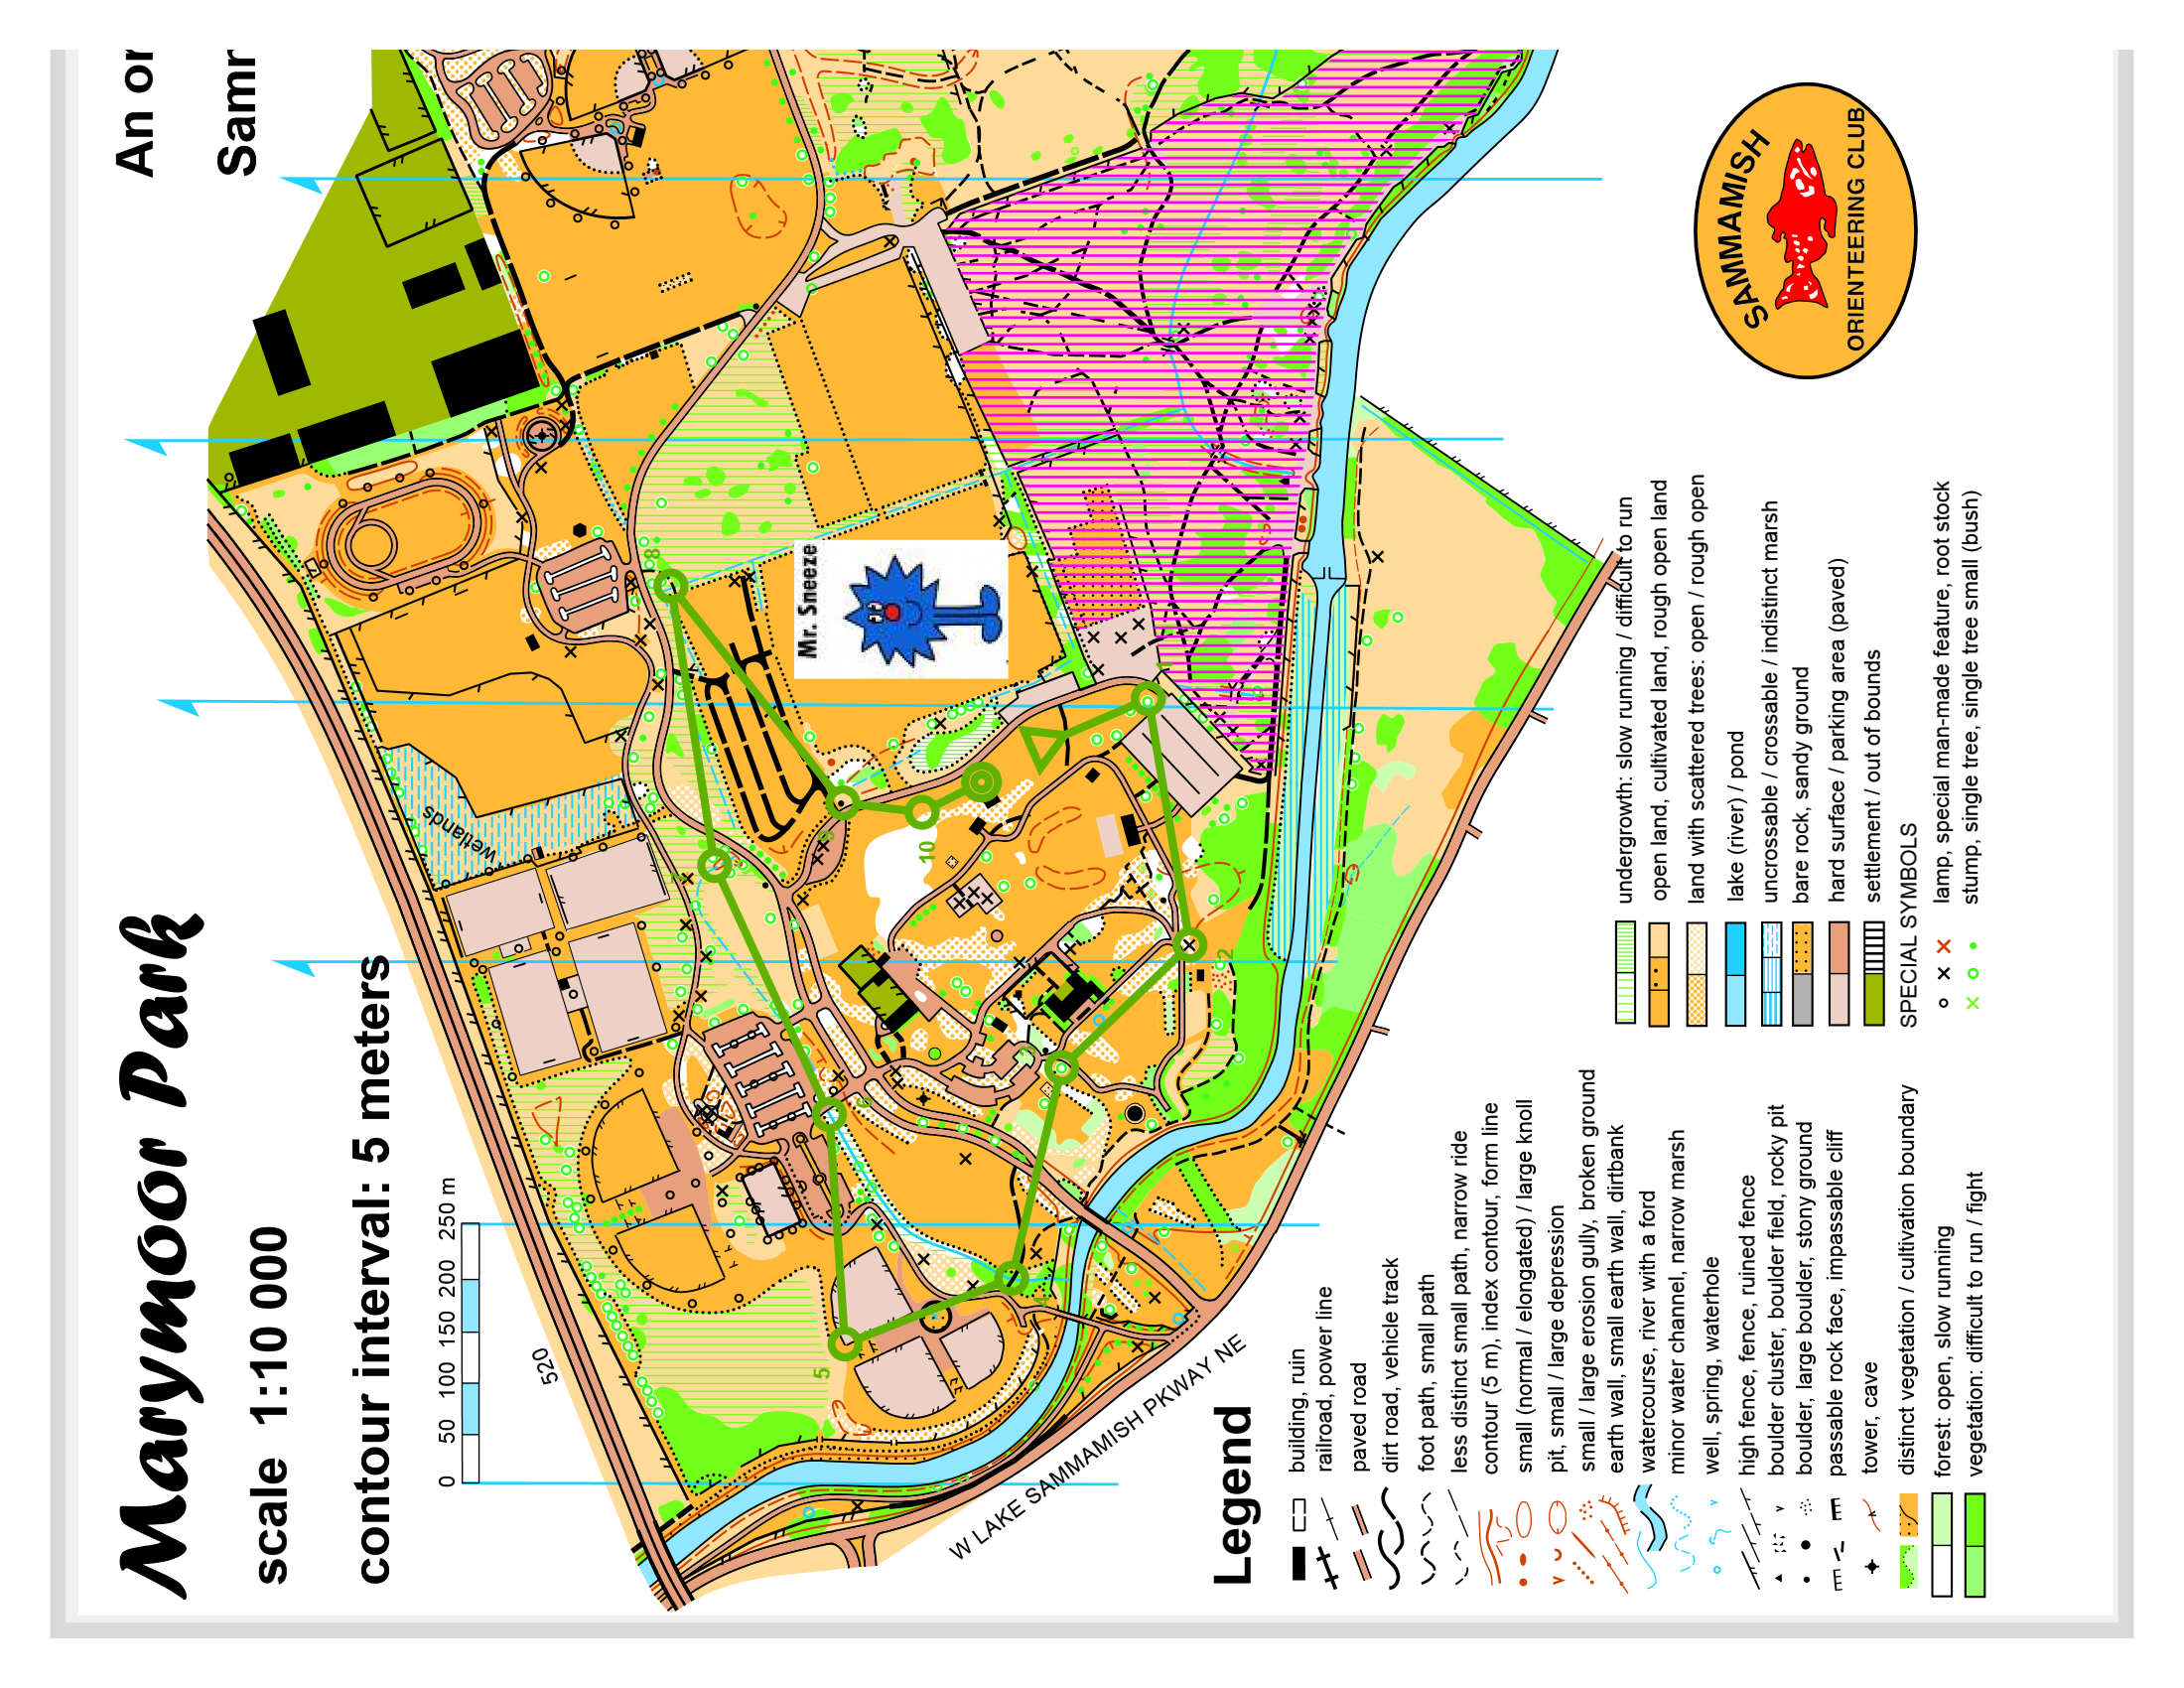 Marymoor Park
scale 1:10 000
contour interval: 5 meters
An or
Samr
0 50 100 150 200 250 m
520
wetlands
Mr. Sneeze
W LAKE SAMMAMISH PKWAY NE
1
2
3
4
5
6
7
8
9
10
Legend
building, ruin
railroad, power line
paved road
dirt road, vehicle track
foot path, small path
less distinct small path, narrow ride
contour (5 m), index contour, form line
small (normal / elongated) / large knoll
pit, small / large depression
small / large erosion gully, broken ground
earth wall, small earth wall, dirtbank
watercourse, river with a ford
minor water channel, narrow marsh
well, spring, waterhole
high fence, fence, ruined fence
boulder cluster, boulder field, rocky pit
boulder, large boulder, stony ground
passable rock face, impassable cliff
tower, cave
distinct vegetation / cultivation boundary
forest: open, slow running
vegetation: difficult to run / fight
undergrowth: slow running / difficult to run
open land, cultivated land, rough open land
land with scattered trees: open / rough open
lake (river) / pond
uncrossable / crossable / indistinct marsh
bare rock, sandy ground
hard surface / parking area (paved)
settlement / out of bounds
SPECIAL SYMBOLS
lamp, special man-made feature, root stock
stump, single tree, single tree small (bush)
SAMMAMISH
ORIENTEERING CLUB